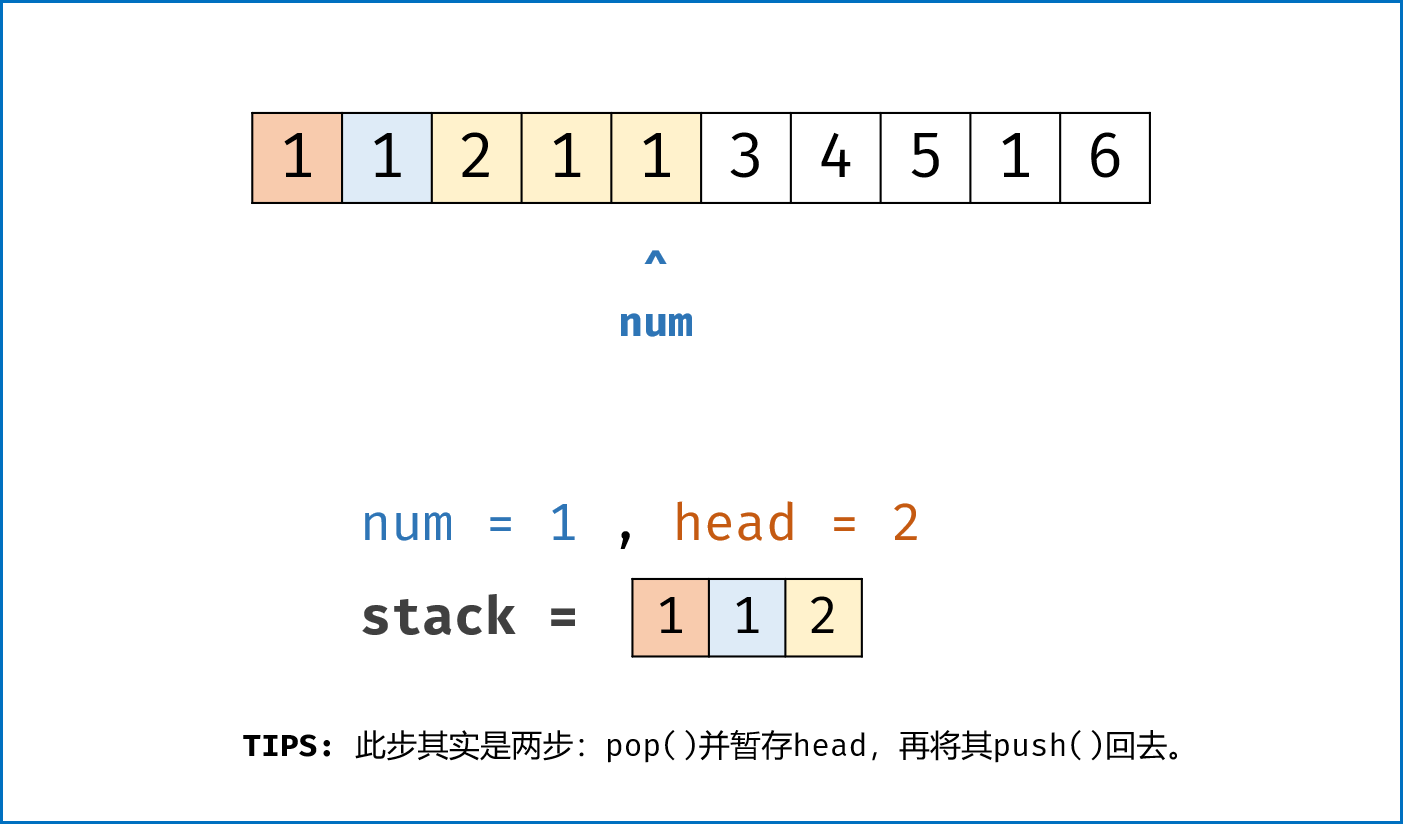 1 1 2 1 1 3 4 5 1 6
^
num
num = 1 , head = 2
stack = 1 1 2
TIPS: 此步其实是两步：pop()并暂存head，再将其push()回去。